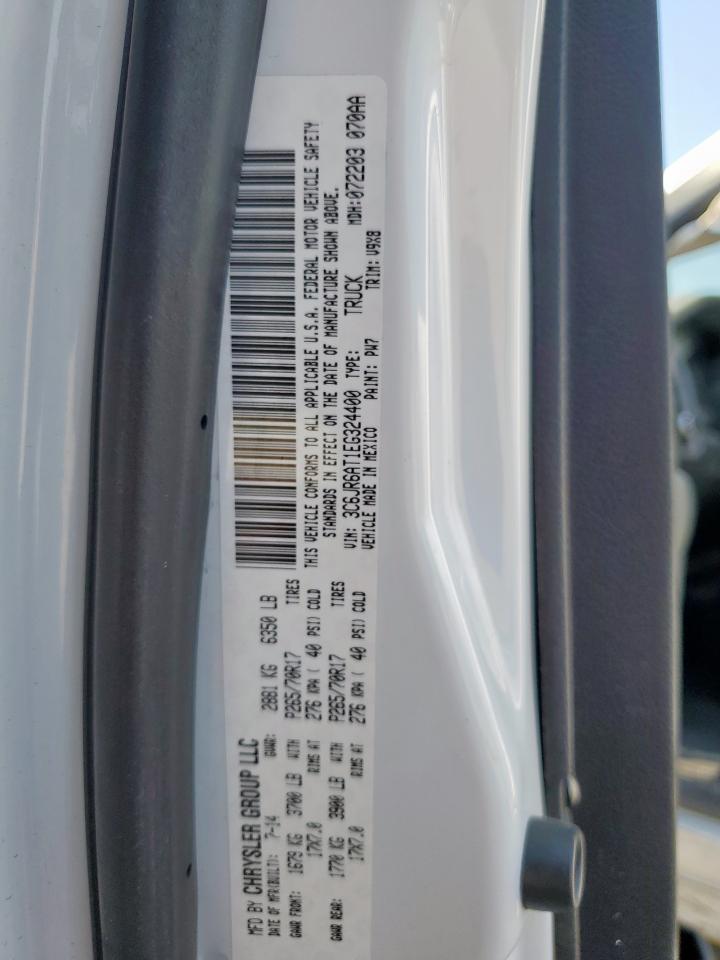 MFD BY CHRYSLER GROUP LLC
DATE OF MFR(BUILT): 7-14 GVWR: 2881 KG 6350 LB
GAWR FRONT: 1679 KG 3700 LB WITH P265/70R17 TIRES
17X7.0 RIMS AT 276 KPA ( 40 PSI) COLD
GAWR REAR: 1770 KG 3900 LB WITH P265/70R17 TIRES
17X7.0 RIMS AT 276 KPA ( 40 PSI) COLD
THIS VEHICLE CONFORMS TO ALL APPLICABLE U.S.A. FEDERAL MOTOR VEHICLE SAFETY
STANDARDS IN EFFECT ON THE DATE OF MANUFACTURE SHOWN ABOVE.
VIN: 3C6JR6AT1EG324400 TYPE: TRUCK MDH:072203 070AA
VEHICLE MADE IN MEXICO PAINT: PW7 TRIM: V9X8